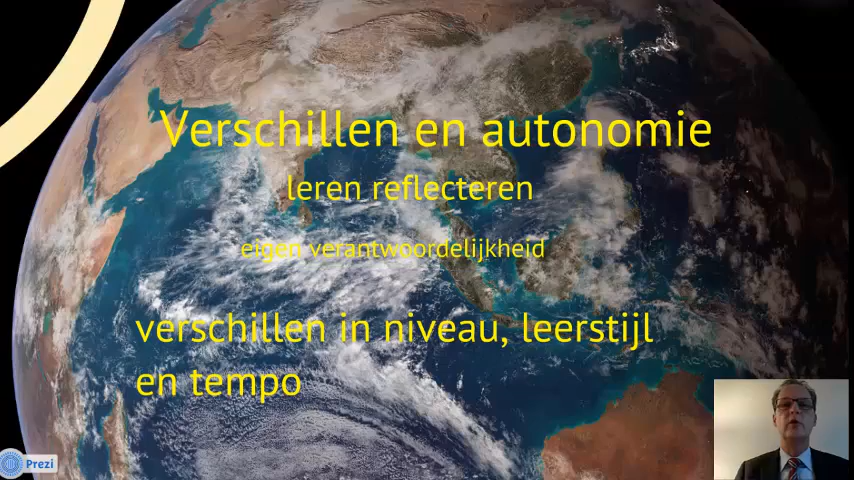 Verschillen en autonomie
leren reflecteren
eigen verantwoordelijkheid
verschillen in niveau, leerstijl
en tempo
Prezi